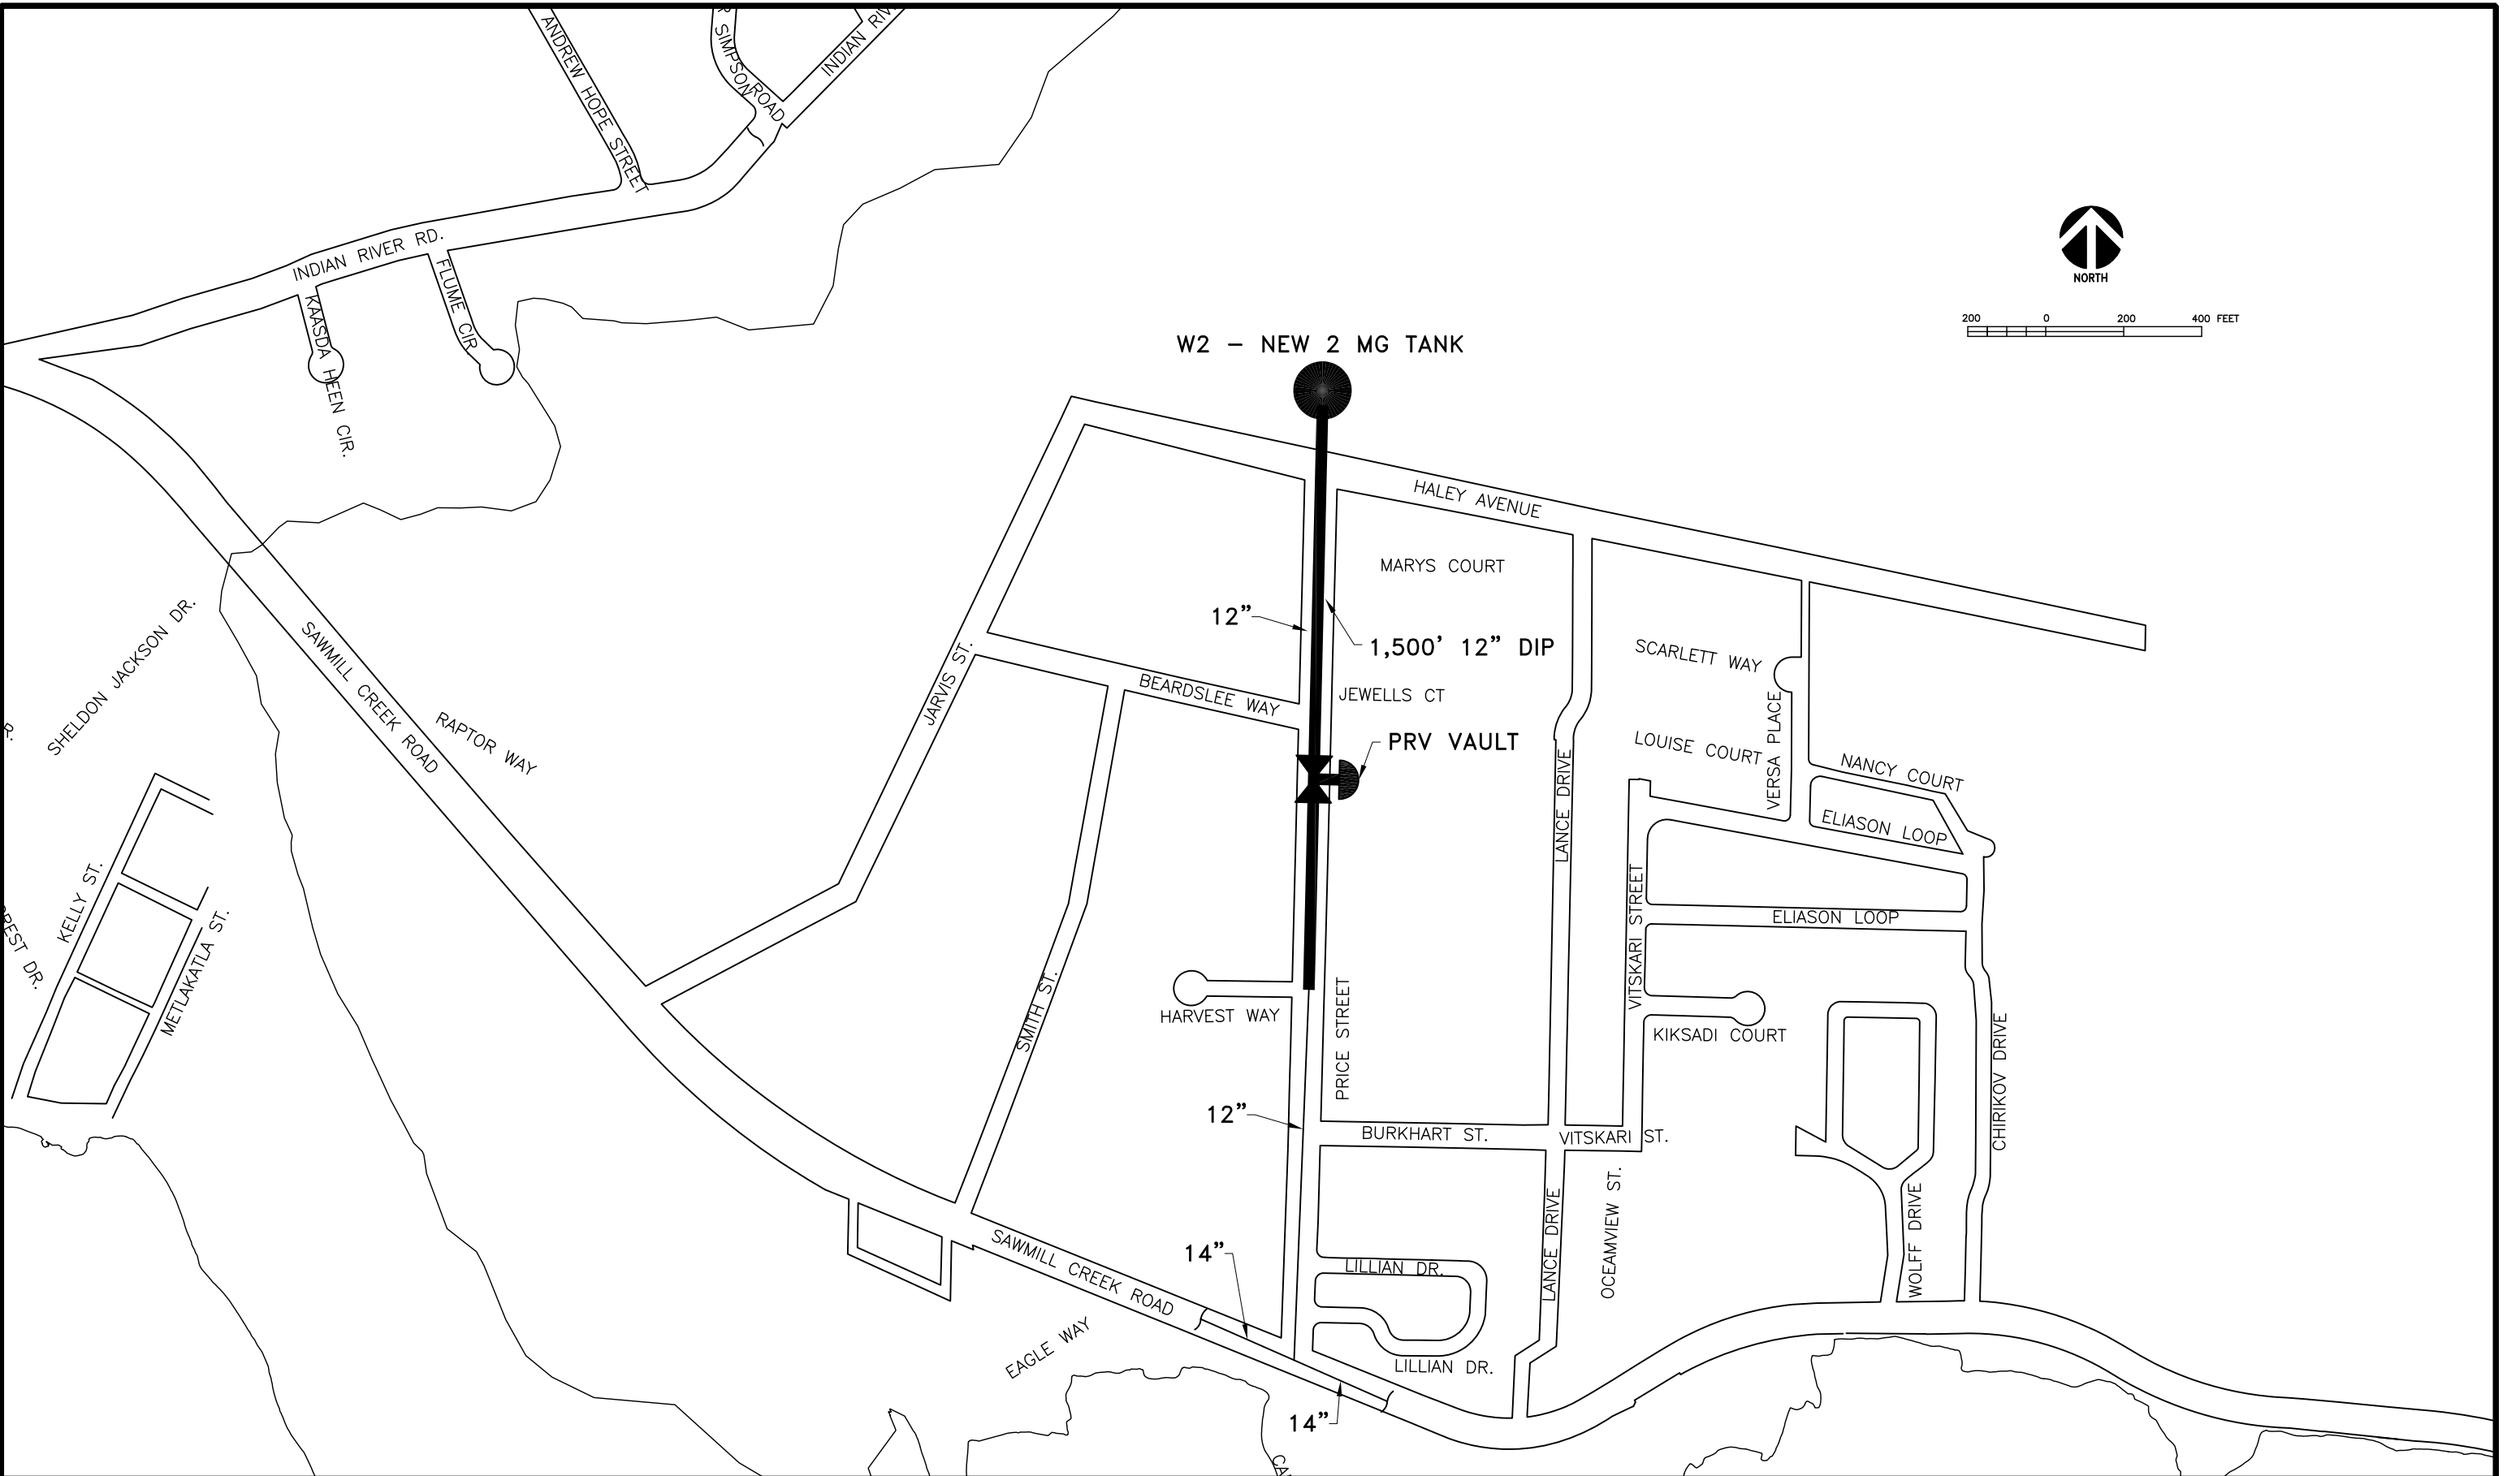 ANDREW HOPE STREET
SIMPSON
ROAD
INDIAN
INDIAN RIVER RD.
FLUME CIR
KAASDA HEEN CIR.
NORTH
200 0 200 400 FEET
W2 – NEW 2 MG TANK
HALEY AVENUE
MARYS COURT
12”
1,500’ 12” DIP
SHELDON JACKSON DR.
SAWMILL CREEK ROAD
RAPTOR WAY
JARVIS ST.
BEARDSLEE WAY
JEWELLS CT
SCARLETT WAY
PRV VAULT
LANCE DRIVE
LOUISE COURT
VERSA PLACE
NANCY COURT
ELIASON LOOP
KELLY ST.
METLAKATLA ST.
DR.
VITSKARI STREET
ELIASON LOOP
SMITH ST.
HARVEST WAY
PRICE STREET
KIKSADI COURT
CHIRIKOV DRIVE
12”
BURKHART ST.
VITSKARI ST.
SAWMILL CREEK ROAD
14”
LILLIAN DR.
LANCE DRIVE
OCEAMVIEW ST.
WOLFF DRIVE
EAGLE WAY
LILLIAN DR.
14”